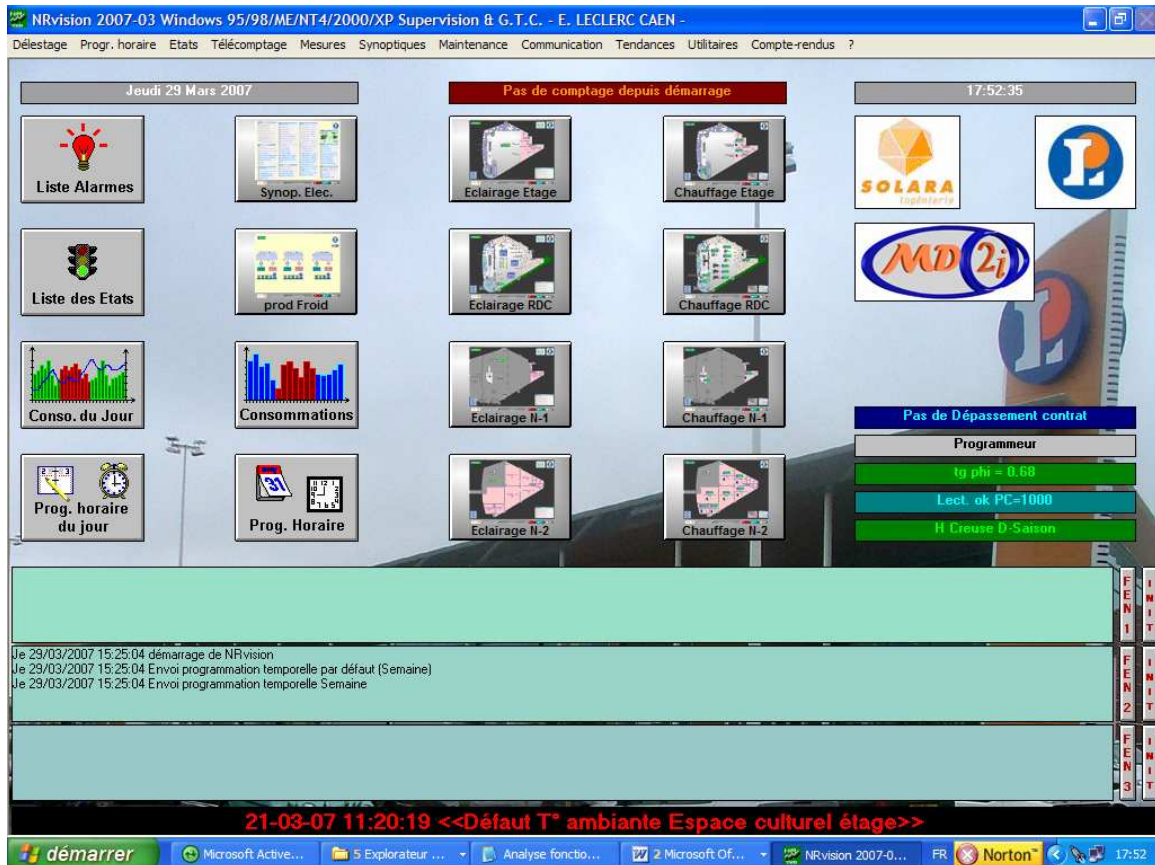 NRvision 2007-03 Windows 95/98/ME/NT4/2000/XP Supervision & G.T.C. - E. LECLERC CAEN -
Délestage Progr. horaire Etats Télécomptage Mesures Synoptiques Maintenance Communication Tendances Utilitaires Compte-rendus ?
Jeudi 29 Mars 2007
Pas de comptage depuis démarrage
17:52:35
Liste Alarmes
Synop. Elec.
Eclairage Etage
Chauffage Etage
SOLARA
Ingénierie
L
MD2i
Liste des Etats
prod Froid
Eclairage RDC
Chauffage RDC
Conso. du Jour
Consommations
Eclairage N-1
Chauffage N-1
Pas de Dépassement contrat
Programmeur
tg phi = 0.68
Lect. ok PC=1000
H Creuse D-Saison
Prog. horaire
du jour
31
Prog. Horaire
Eclairage N-2
Chauffage N-2
FEN 1
INIT
Je 29/03/2007 15:25:04 démarrage de NRvision
Je 29/03/2007 15:25:04 Envoi programmation temporelle par défaut (Semaine)
Je 29/03/2007 15:25:04 Envoi programmation temporelle Semaine
FEN 2
INIT
FEN 3
INIT
21-03-07 11:20:19 <<Défaut T° ambiante Espace culturel étage>>
démarrer
Microsoft Active...
5 Explorateur ...
Analyse fonctio...
2 Microsoft Of...
NRvision 2007-0...
FR
Norton™
17:52